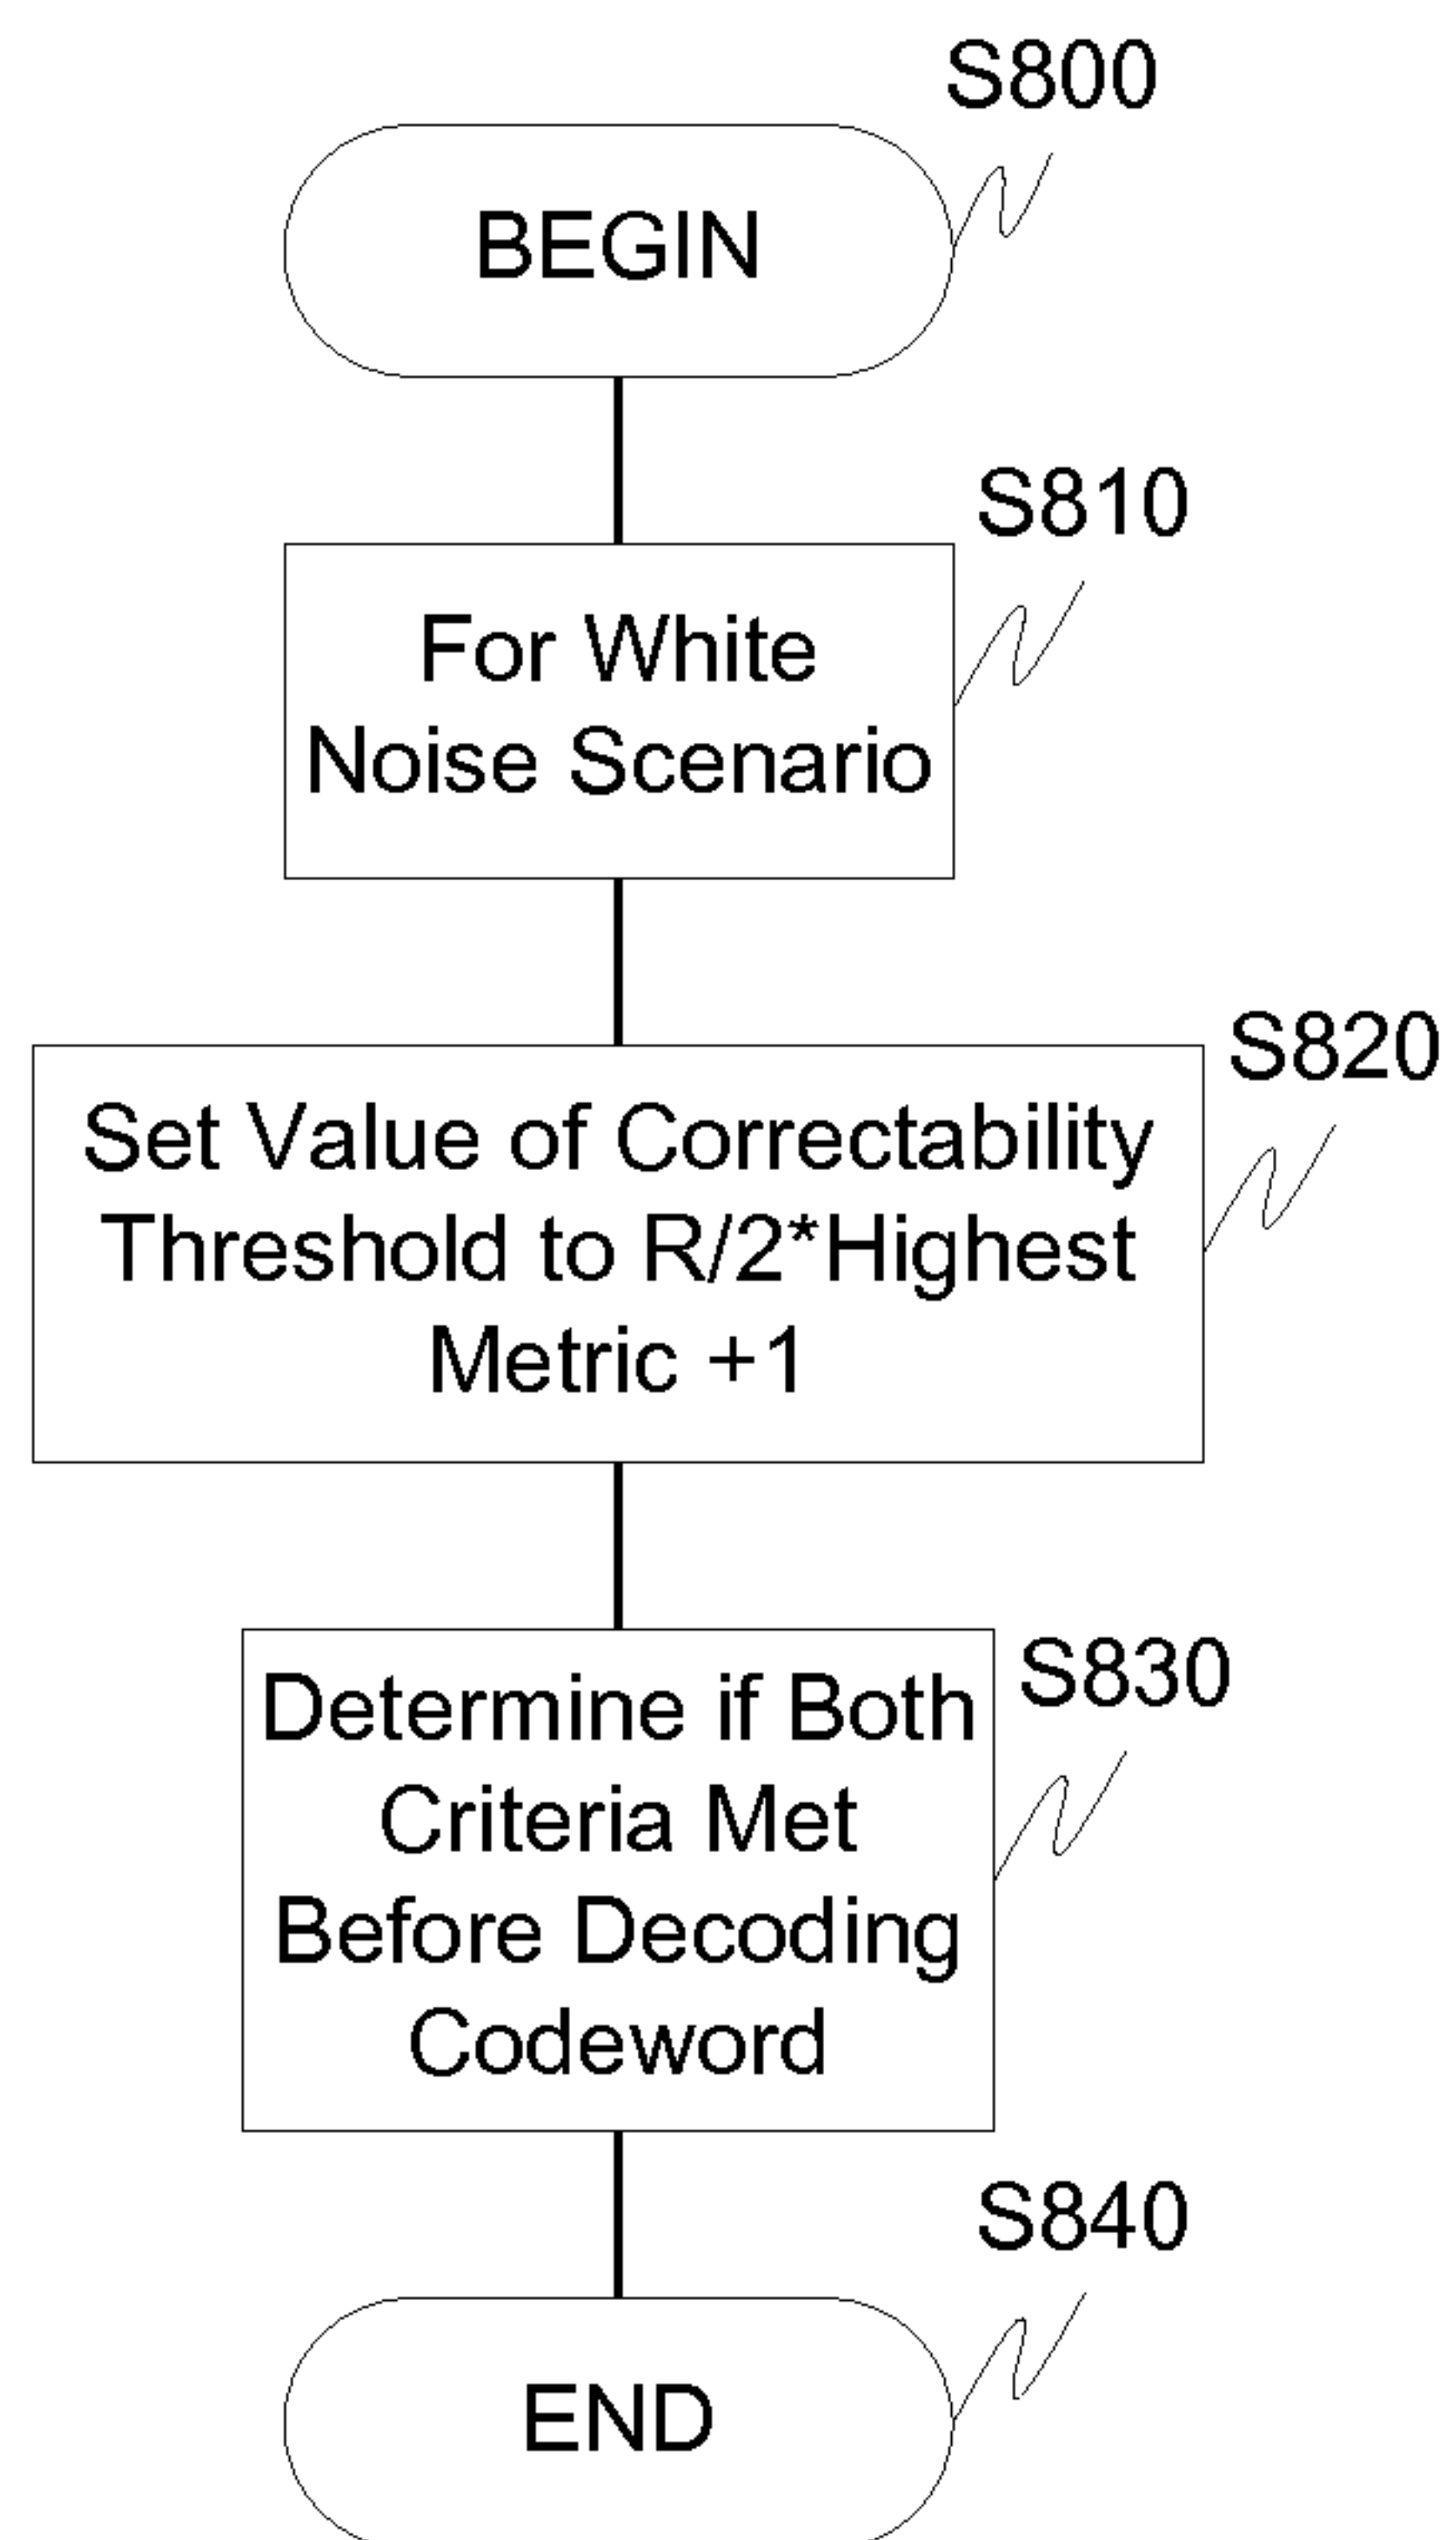 S800
BEGIN
S810
For White
Noise Scenario
S820
Set Value of Correctability
Threshold to R/2*Highest
Metric +1
S830
Determine if Both
Criteria Met
Before Decoding
Codeword
S840
END